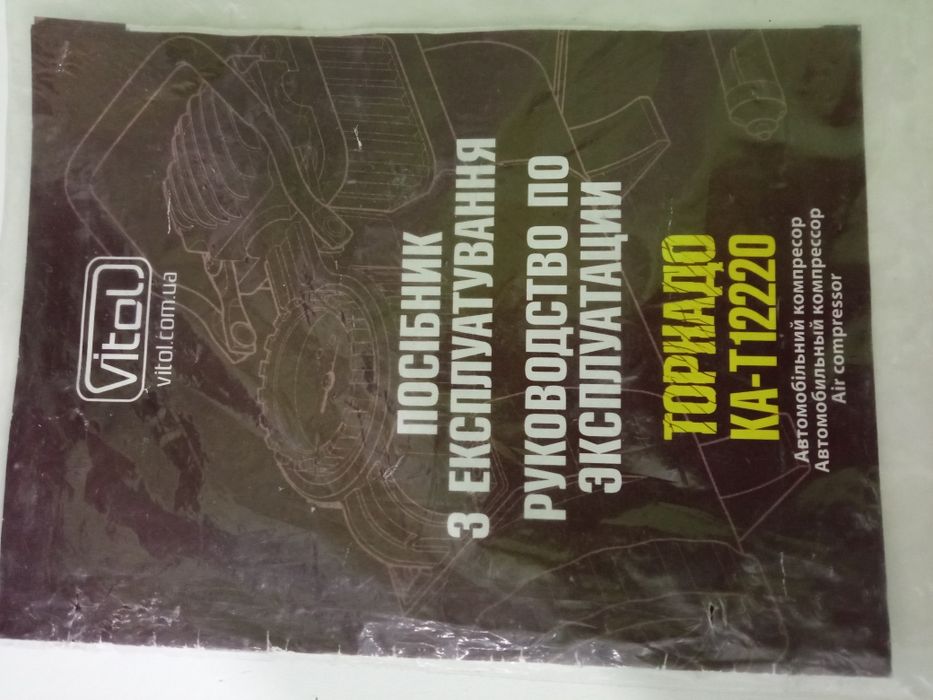 vitol
vitol.com.ua
ПОСІБНИК
З ЕКСПЛУАТУВАННЯ
РУКОВОДСТВО ПО
ЭКСПЛУАТАЦИИ
ТОРНАДО
КА-Т12220
Автомобільний компресор
Автомобильный компрессор
Air compressor